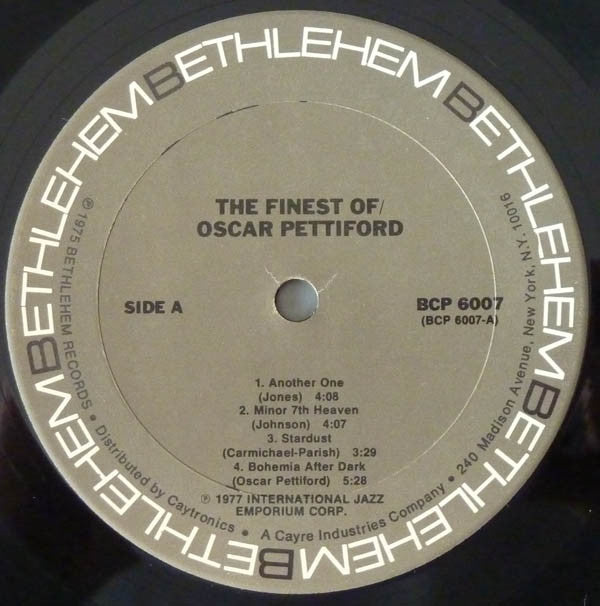 BETHLEHEM BETHLEHEM BETHLEHEM BETHLEHEM BETHLEHEM BETHLEHEM
THE FINEST OF/
OSCAR PETTIFORD
SIDE A
BCP 6007
(BCP 6007-A)
1. Another One
(Jones) 4:08
2. Minor 7th Heaven
(Johnson) 4:07
3. Stardust
(Carmichael-Parish) 3:29
4. Bohemia After Dark
(Oscar Pettiford) 5:28
℗ 1977 INTERNATIONAL JAZZ
EMPORIUM CORP.
℗ 1975 BETHLEHEM RECORDS • Distributed by Caytronics • A Cayre Industries Company • 240 Madison Avenue, New York, N.Y. 10016